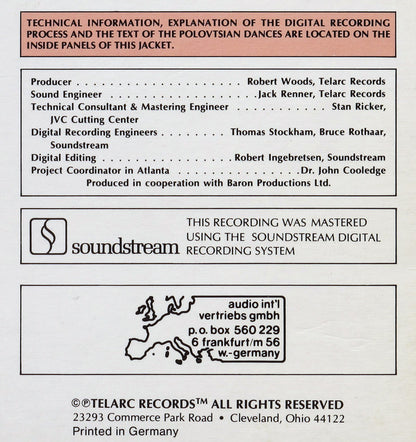 TECHNICAL INFORMATION, EXPLANATION OF THE DIGITAL RECORDING
PROCESS AND THE TEXT OF THE POLOVTSIAN DANCES ARE LOCATED ON THE
INSIDE PANELS OF THIS JACKET.
Producer . . . . . . . . . . . . . . . . . . . . . Robert Woods, Telarc Records
Sound Engineer . . . . . . . . . . . . . . . . . .Jack Renner, Telarc Records
Technical Consultant & Mastering Engineer . . . . . . . . . . . Stan Ricker,
JVC Cutting Center
Digital Recording Engineers . . . . . . . . Thomas Stockham, Bruce Rothaar,
Soundstream
Digital Editing . . . . . . . . . . . . . . . . . Robert Ingebretsen, Soundstream
Project Coordinator in Atlanta . . . . . . . . . . . . . . . Dr. John Cooledge
Produced in cooperation with Baron Productions Ltd.
soundstream
THIS RECORDING WAS MASTERED
USING THE SOUNDSTREAM DIGITAL
RECORDING SYSTEM
audio int'l
vertriebs gmbh
p.o. box 560 229
6 frankfurt/m 56
w.-germany
©℗TELARC RECORDS™ ALL RIGHTS RESERVED
23293 Commerce Park Road • Cleveland, Ohio 44122
Printed in Germany